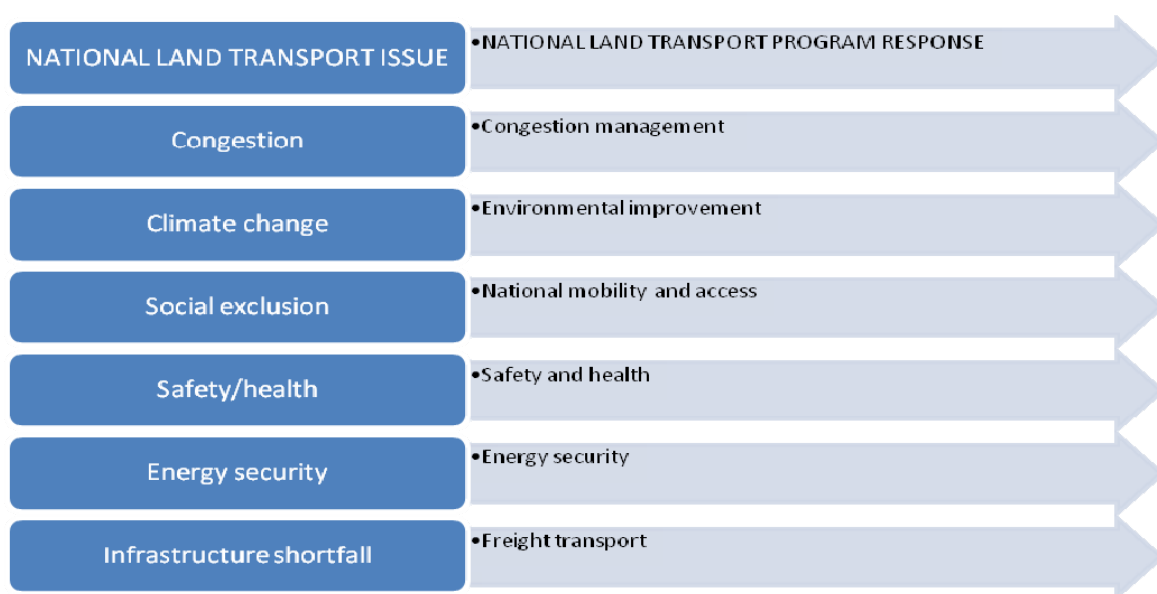 NATIONAL LAND TRANSPORT ISSUE
•NATIONAL LAND TRANSPORT PROGRAM RESPONSE
Congestion
•Congestion management
Climate change
•Environmental improvement
Social exclusion
•National mobility and access
Safety/health
•Safety and health
Energy security
•Energy security
Infrastructure shortfall
•Freight transport